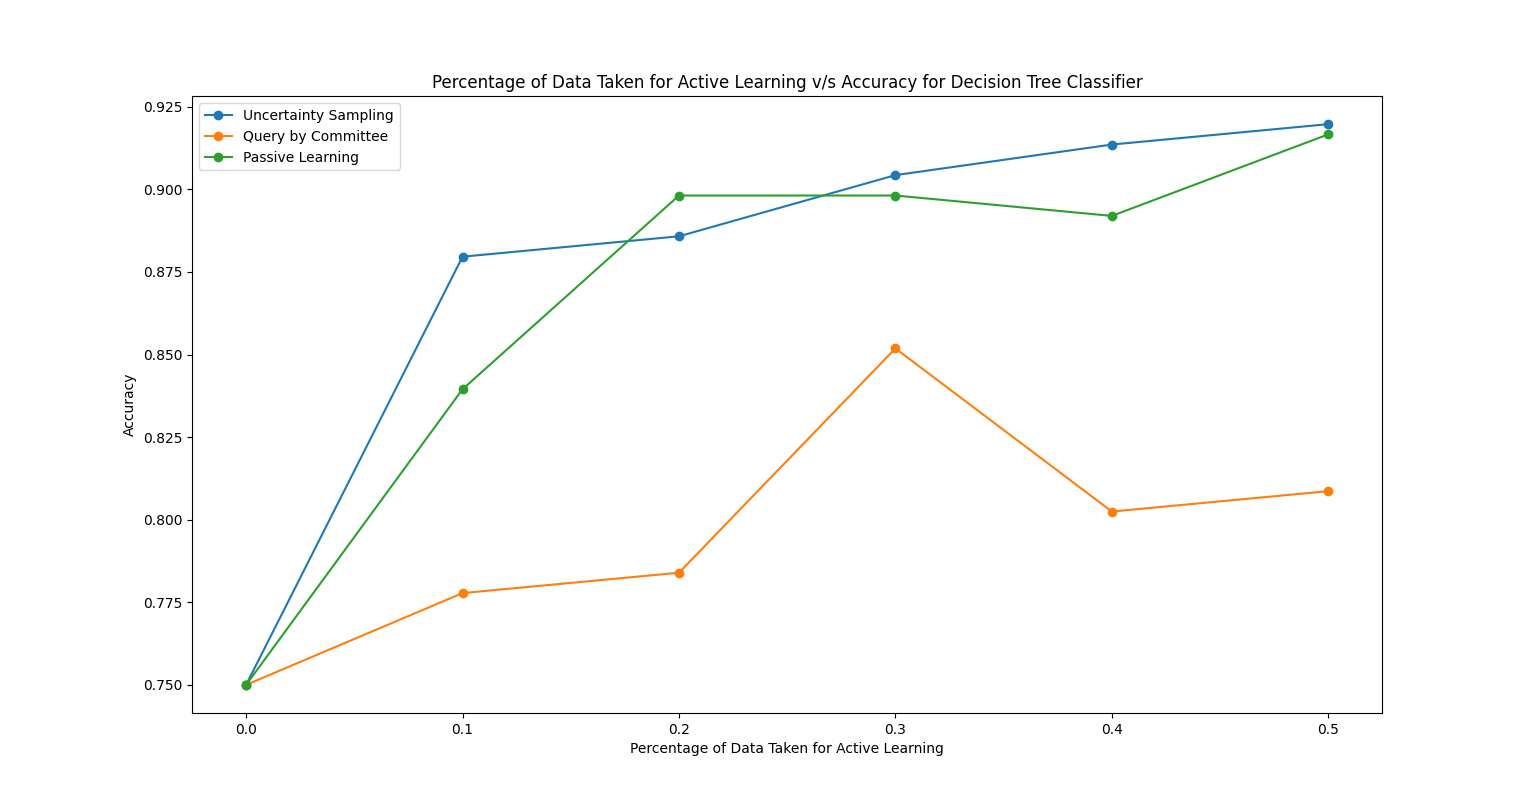 Percentage of Data Taken for Active Learning v/s Accuracy for Decision Tree Classifier
Uncertainty Sampling
Query by Committee
Passive Learning
0.925
0.900
0.875
0.850
0.825
0.800
0.775
0.750
Accuracy
0.0 0.1 0.2 0.3 0.4 0.5
Percentage of Data Taken for Active Learning